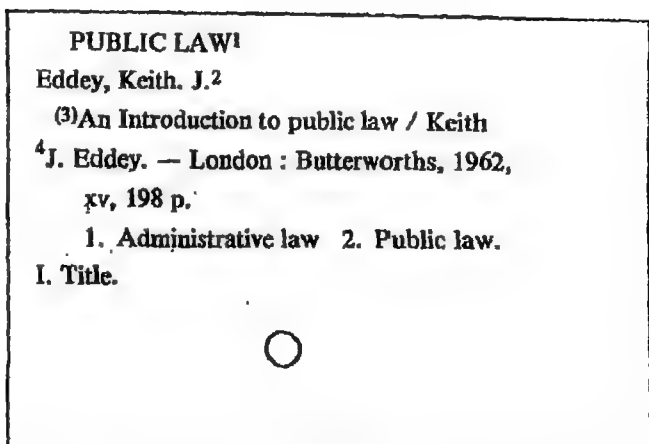 PUBLIC LAW1
Eddey, Keith. J.2
(3)An Introduction to public law / Keith
4J. Eddey. — London : Butterworths, 1962,
xv, 198 p.
1. Administrative law 2. Public law.
I. Title.